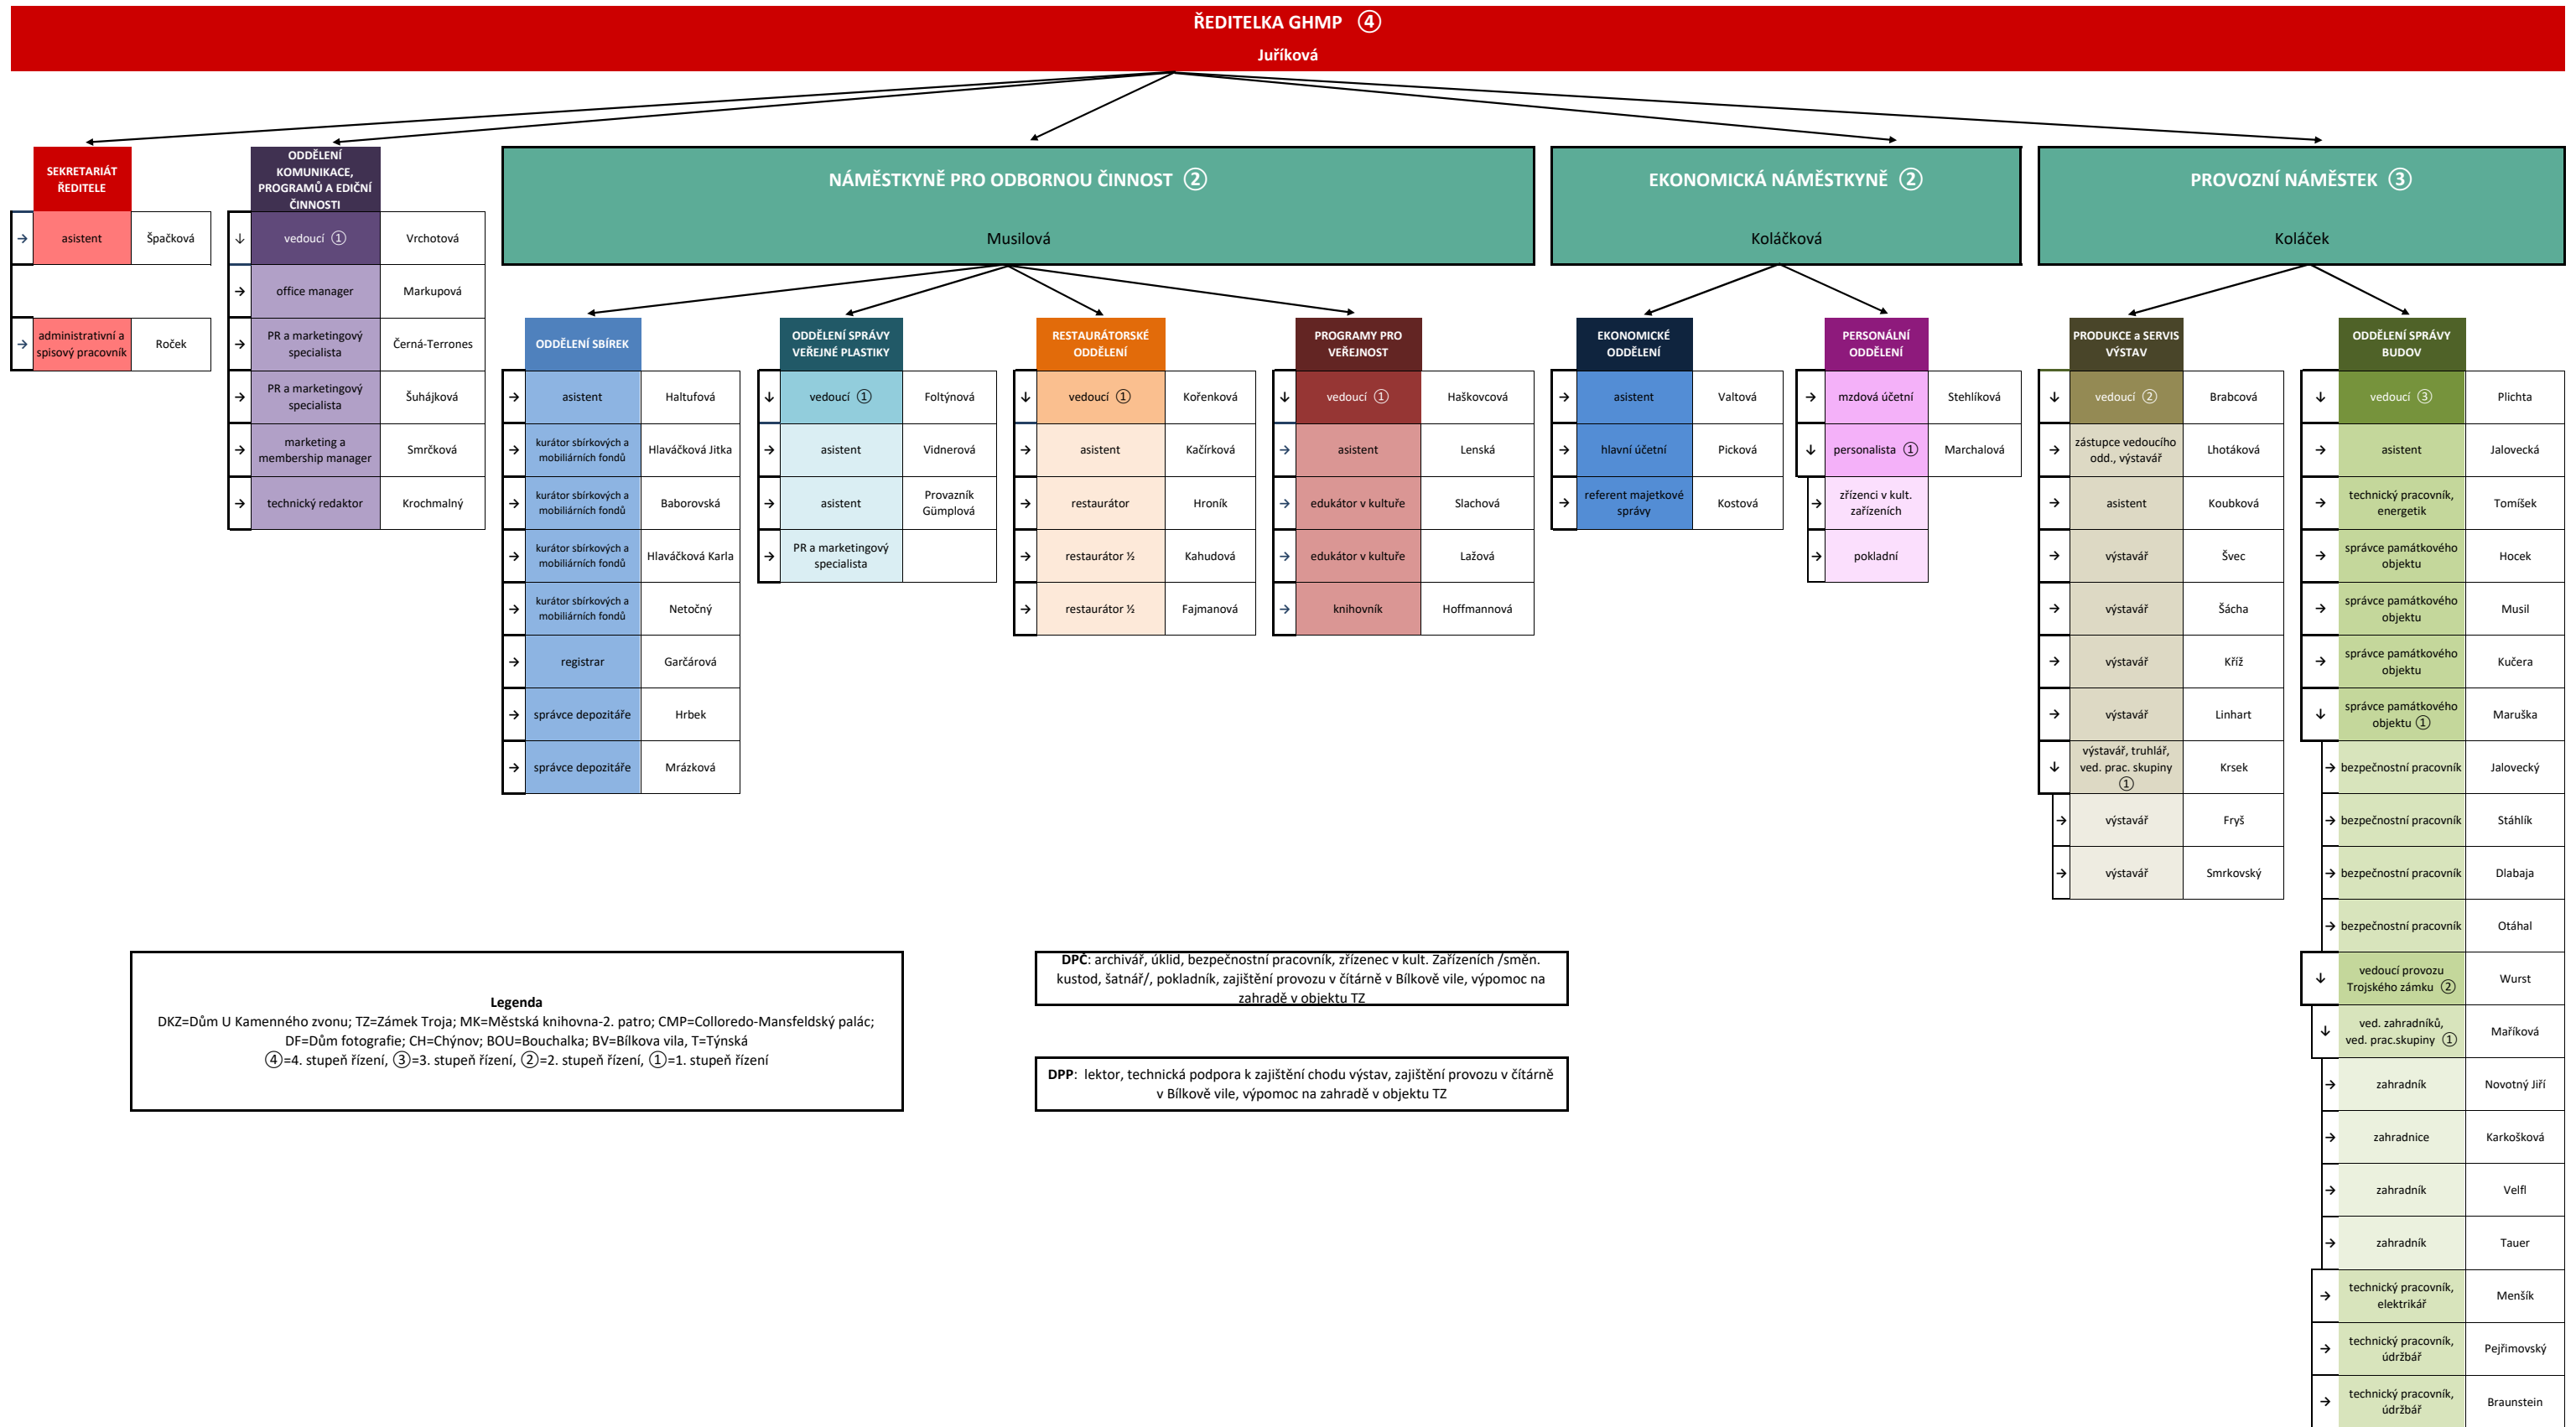 ŘEDITELKA GHMP ④
Juříková
SEKRETARIÁT
ŘEDITELE
→ asistent Špačková
→ administrativní a
spisový pracovník
Roček
ODDĚLENÍ
KOMUNIKACE,
PROGRAMŮ A EDIČNÍ
ČINNOSTI
↓ vedoucí ① Vrchotová
→ office manager Markupová
→ PR a marketingový
specialista
Černá-Terrones
→ PR a marketingový
specialista
Šuhájková
→ marketing a
membership manager
Smrčková
→ technický redaktor Krochmalný
NÁMĚSTKYNĚ PRO ODBORNOU ČINNOST ②
Musilová
ODDĚLENÍ SBÍREK
→ asistent Haltufová
→ kurátor sbírkových a
mobiliárních fondů
Hlaváčková Jitka
→ kurátor sbírkových a
mobiliárních fondů
Baborovská
→ kurátor sbírkových a
mobiliárních fondů
Hlaváčková Karla
→ kurátor sbírkových a
mobiliárních fondů
Netočný
→ registrar Garčárová
→ správce depozitáře Hrbek
→ správce depozitáře Mrázková
ODDĚLENÍ SPRÁVY
VEŘEJNÉ PLASTIKY
↓ vedoucí ① Foltýnová
→ asistent Vidnerová
→ asistent
Provazník
Gümplová
→ PR a marketingový
specialista
RESTAURÁTORSKÉ
ODDĚLENÍ
↓ vedoucí ① Kořenková
→ asistent Kačírková
→ restaurátor Hroník
→ restaurátor ½ Kahudová
→ restaurátor ½ Fajmanová
PROGRAMY PRO
VEŘEJNOST
↓ vedoucí ① Haškovcová
→ asistent Lenská
→ edukátor v kultuře Slachová
→ edukátor v kultuře Lažová
→ knihovník Hoffmannová
EKONOMICKÁ NÁMĚSTKYNĚ ②
Koláčková
EKONOMICKÉ
ODDĚLENÍ
→ asistent Valtová
→ hlavní účetní Picková
→ referent majetkové
správy
Kostová
PERSONÁLNÍ
ODDĚLENÍ
→ mzdová účetní Stehlíková
↓ personalista ① Marchalová
→ zřízenci v kult.
zařízeních
→ pokladní
PROVOZNÍ NÁMĚSTEK ③
Koláček
PRODUKCE a SERVIS
VÝSTAV
↓ vedoucí ② Brabcová
→ zástupce vedoucího
odd., výstavář
Lhotáková
→ asistent Koubková
→ výstavář Švec
→ výstavář Šácha
→ výstavář Kříž
→ výstavář Linhart
↓ výstavář, truhlář,
ved. prac. skupiny
①
Krsek
→ výstavář Fryš
→ výstavář Smrkovský
ODDĚLENÍ SPRÁVY
BUDOV
↓ vedoucí ③ Plichta
→ asistent Jalovecká
→ technický pracovník,
energetik
Tomíšek
→ správce památkového
objektu
Hocek
→ správce památkového
objektu
Musil
→ správce památkového
objektu
Kučera
↓ správce památkového
objektu ①
Maruška
→ bezpečnostní pracovník Jalovecký
→ bezpečnostní pracovník Stáhlík
→ bezpečnostní pracovník Dlabaja
→ bezpečnostní pracovník Otáhal
↓ vedoucí provozu
Trojského zámku ②
Wurst
↓ ved. zahradníků,
ved. prac.skupiny ①
Maříková
→ zahradník Novotný Jiří
→ zahradnice Karkošková
→ zahradník Velfl
→ zahradník Tauer
→ technický pracovník,
elektrikář
Menšík
→ technický pracovník,
údržbář
Pejřimovský
→ technický pracovník,
údržbář
Braunstein
Legenda
DKZ=Dům U Kamenného zvonu; TZ=Zámek Troja; MK=Městská knihovna-2. patro; CMP=Colloredo-Mansfeldský palác;
DF=Dům fotografie; CH=Chýnov; BOU=Bouchalka; BV=Bílkova vila, T=Týnská
④=4. stupeň řízení, ③=3. stupeň řízení, ②=2. stupeň řízení, ①=1. stupeň řízení
DPČ: archivář, úklid, bezpečnostní pracovník, zřízenec v kult. Zařízeních /směn.
kustod, šatnář/, pokladník, zajištění provozu v čítárně v Bílkově vile, výpomoc na
zahradě v objektu TZ
DPP: lektor, technická podpora k zajištění chodu výstav, zajištění provozu v čítárně
v Bílkově vile, výpomoc na zahradě v objektu TZ